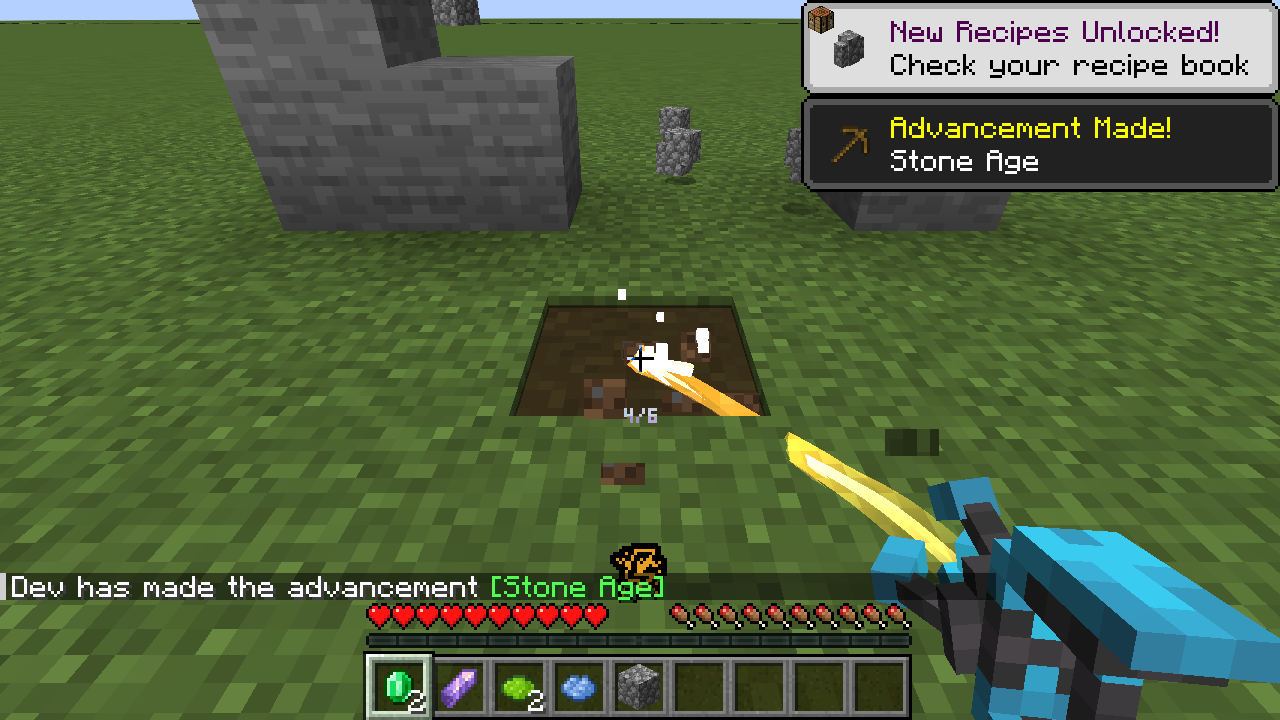 New Recipes Unlocked!
Check your recipe book
Advancement Made!
Stone Age
4/6
Dev has made the advancement [Stone Age]
2
2